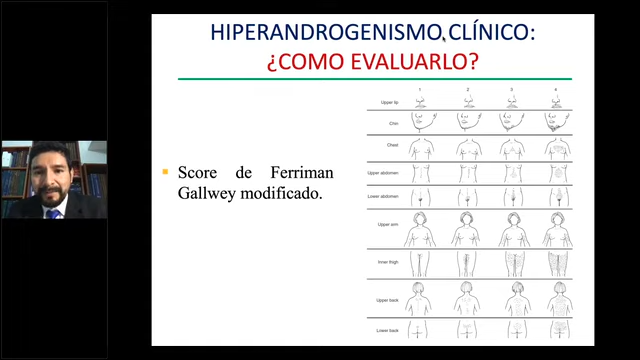 HIPERANDROGENISMO CLÍNICO:
¿COMO EVALUARLO?
Score de Ferriman
Gallwey modificado.
1 2 3 4
Upper lip
Chin
Chest
Upper abdomen
Lower abdomen
Upper arm
Inner thigh
Upper back
Lower back